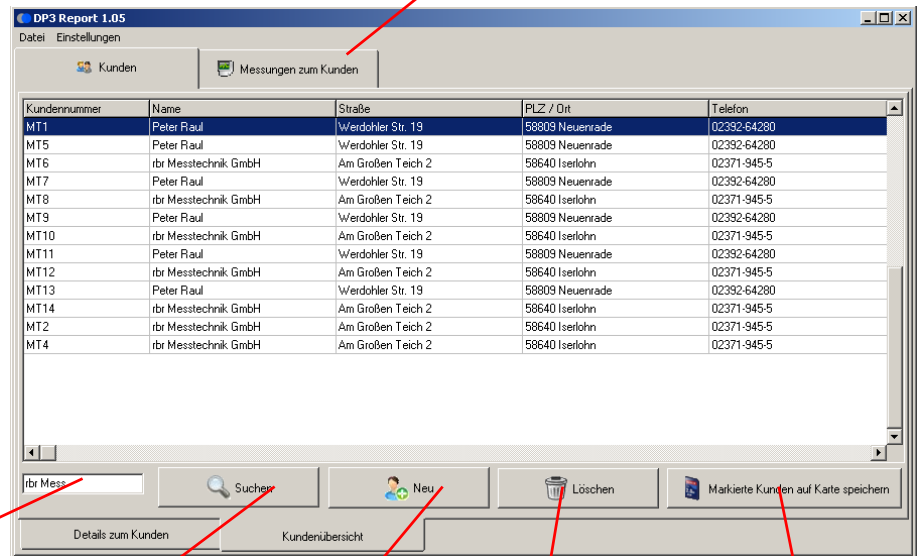 DP3 Report 1.05
Datei Einstellungen
Kunden Messungen zum Kunden
Kundennummer Name Straße PLZ / Ort Telefon
MT1 Peter Raul Werdohler Str. 19 58809 Neuenrade 02392-64280
MT5 Peter Raul Werdohler Str. 19 58809 Neuenrade 02392-64280
MT6 rbr Messtechnik GmbH Am Großen Teich 2 58640 Iserlohn 02371-945-5
MT7 Peter Raul Werdohler Str. 19 58809 Neuenrade 02392-64280
MT8 rbr Messtechnik GmbH Am Großen Teich 2 58640 Iserlohn 02371-945-5
MT9 Peter Raul Werdohler Str. 19 58809 Neuenrade 02392-64280
MT10 rbr Messtechnik GmbH Am Großen Teich 2 58640 Iserlohn 02371-945-5
MT11 Peter Raul Werdohler Str. 19 58809 Neuenrade 02392-64280
MT12 rbr Messtechnik GmbH Am Großen Teich 2 58640 Iserlohn 02371-945-5
MT13 Peter Raul Werdohler Str. 19 58809 Neuenrade 02392-64280
MT14 rbr Messtechnik GmbH Am Großen Teich 2 58640 Iserlohn 02371-945-5
MT2 rbr Messtechnik GmbH Am Großen Teich 2 58640 Iserlohn 02371-945-5
MT4 rbr Messtechnik GmbH Am Großen Teich 2 58640 Iserlohn 02371-945-5
rbr Mess Suchen Neu Löschen Markierte Kunden auf Karte speichern
Details zum Kunden Kundenübersicht